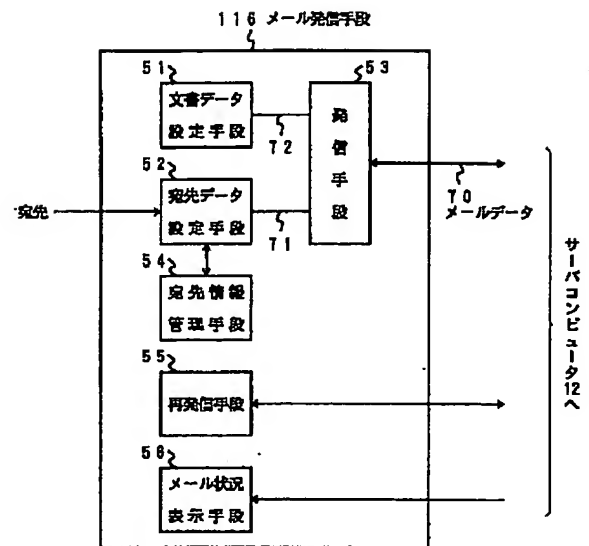 116 メール発信手段
51
文書データ
設定手段
53
発信手段
72
52
宛先
宛先データ
設定手段
71
70
メールデータ
54
宛先情報
管理手段
55
再発信手段
56
メール状況
表示手段
サーバコンピュータ12へ